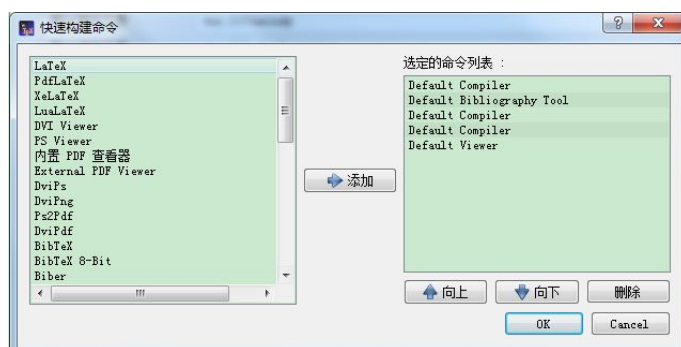 快速构建命令
LaTeX
PdfLaTeX
XeLaTeX
LuaLaTeX
DVI Viewer
PS Viewer
内置 PDF 查看器
External PDF Viewer
DviPs
DviPng
Ps2Pdf
DviPdf
BibTeX
BibTeX 8-Bit
Biber
添加
选定的命令列表 :
Default Compiler
Default Bibliography Tool
Default Compiler
Default Compiler
Default Viewer
向上 向下 删除
OK Cancel